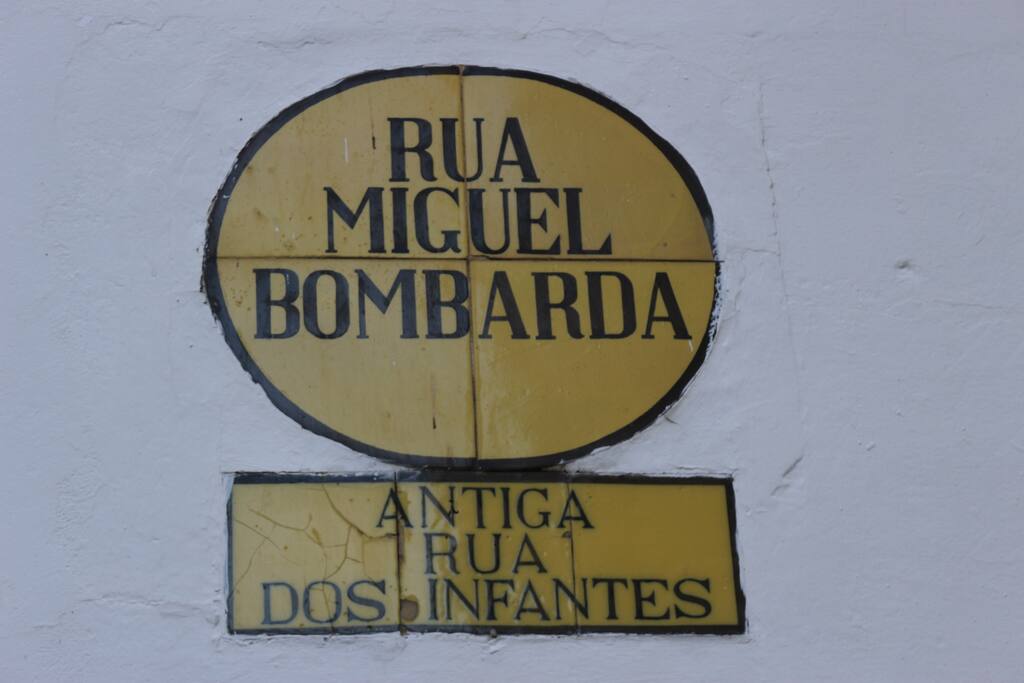 RUA
MIGUEL
BOMBARDA
ANTIGA
RUA
DOS INFANTES